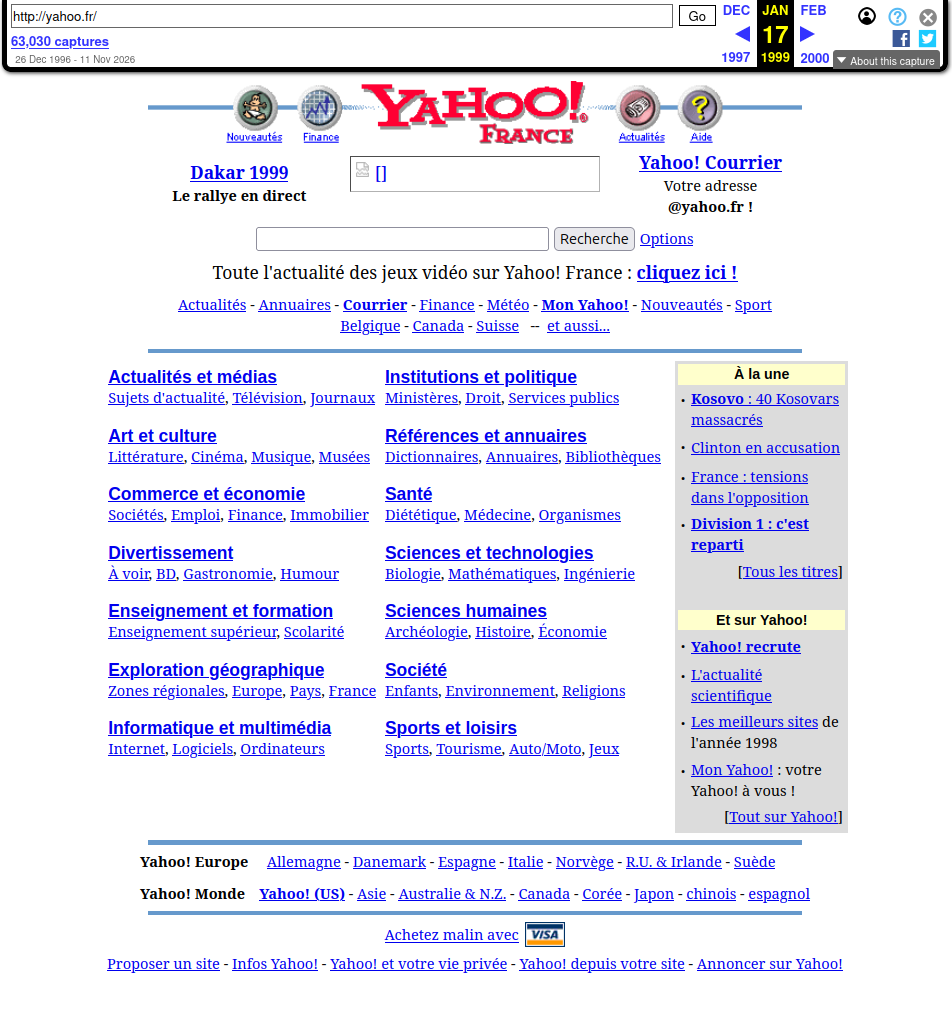 http://yahoo.fr/ Go DEC JAN FEB
63,030 captures 17
26 Dec 1996 - 11 Nov 2026 1997 1999 2000 About this capture
YAHOO!
FRANCE
Nouveautés Finance Actualités Aide
Dakar 1999
Le rallye en direct
[]
Yahoo! Courrier
Votre adresse
@yahoo.fr !
Recherche Options
Toute l'actualité des jeux vidéo sur Yahoo! France : cliquez ici !
Actualités - Annuaires - Courrier - Finance - Météo - Mon Yahoo! - Nouveautés - Sport
Belgique - Canada - Suisse -- et aussi...
Actualités et médias
Sujets d'actualité, Télévision, Journaux
Art et culture
Littérature, Cinéma, Musique, Musées
Commerce et économie
Sociétés, Emploi, Finance, Immobilier
Divertissement
À voir, BD, Gastronomie, Humour
Enseignement et formation
Enseignement supérieur, Scolarité
Exploration géographique
Zones régionales, Europe, Pays, France
Informatique et multimédia
Internet, Logiciels, Ordinateurs
Institutions et politique
Ministères, Droit, Services publics
Références et annuaires
Dictionnaires, Annuaires, Bibliothèques
Santé
Diététique, Médecine, Organismes
Sciences et technologies
Biologie, Mathématiques, Ingénierie
Sciences humaines
Archéologie, Histoire, Économie
Société
Enfants, Environnement, Religions
Sports et loisirs
Sports, Tourisme, Auto/Moto, Jeux
À la une
· Kosovo : 40 Kosovars
massacrés
· Clinton en accusation
· France : tensions
dans l'opposition
· Division 1 : c'est
reparti
[Tous les titres]
Et sur Yahoo!
· Yahoo! recrute
· L'actualité
scientifique
· Les meilleurs sites de
l'année 1998
· Mon Yahoo! : votre
Yahoo! à vous !
[Tout sur Yahoo!]
Yahoo! Europe Allemagne - Danemark - Espagne - Italie - Norvège - R.U. & Irlande - Suède
Yahoo! Monde Yahoo! (US) - Asie - Australie & N.Z. - Canada - Corée - Japon - chinois - espagnol
Achetez malin avec VISA
Proposer un site - Infos Yahoo! - Yahoo! et votre vie privée - Yahoo! depuis votre site - Annoncer sur Yahoo!